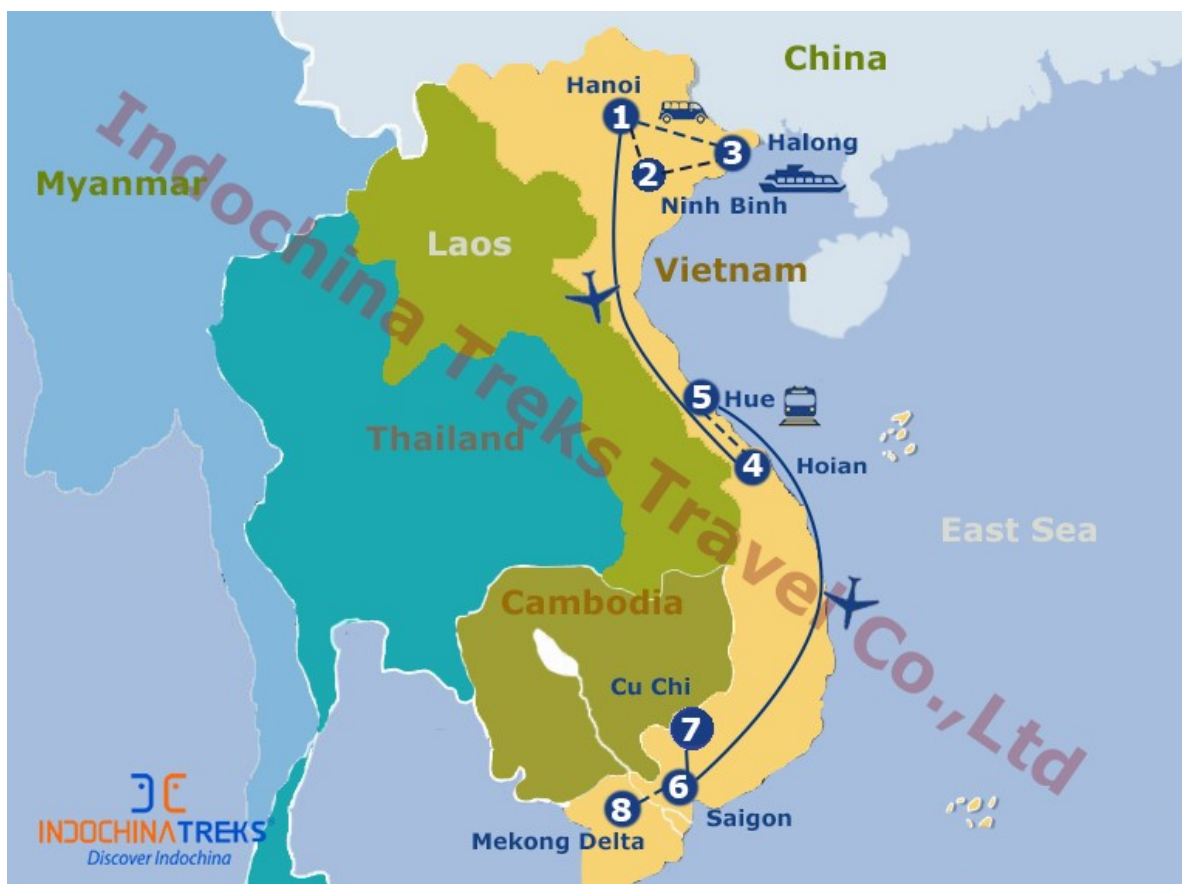 China
Hanoi
1
Halong
3
Myanmar
2
Ninh Binh
Laos
Vietnam
5
Hue
Thailand
4
Hoian
East Sea
Cambodia
Cu Chi
7
6
8
Saigon
Mekong Delta
INDOCHINATREKS®
Discover Indochina
Indochina Treks Travel Co.,Ltd